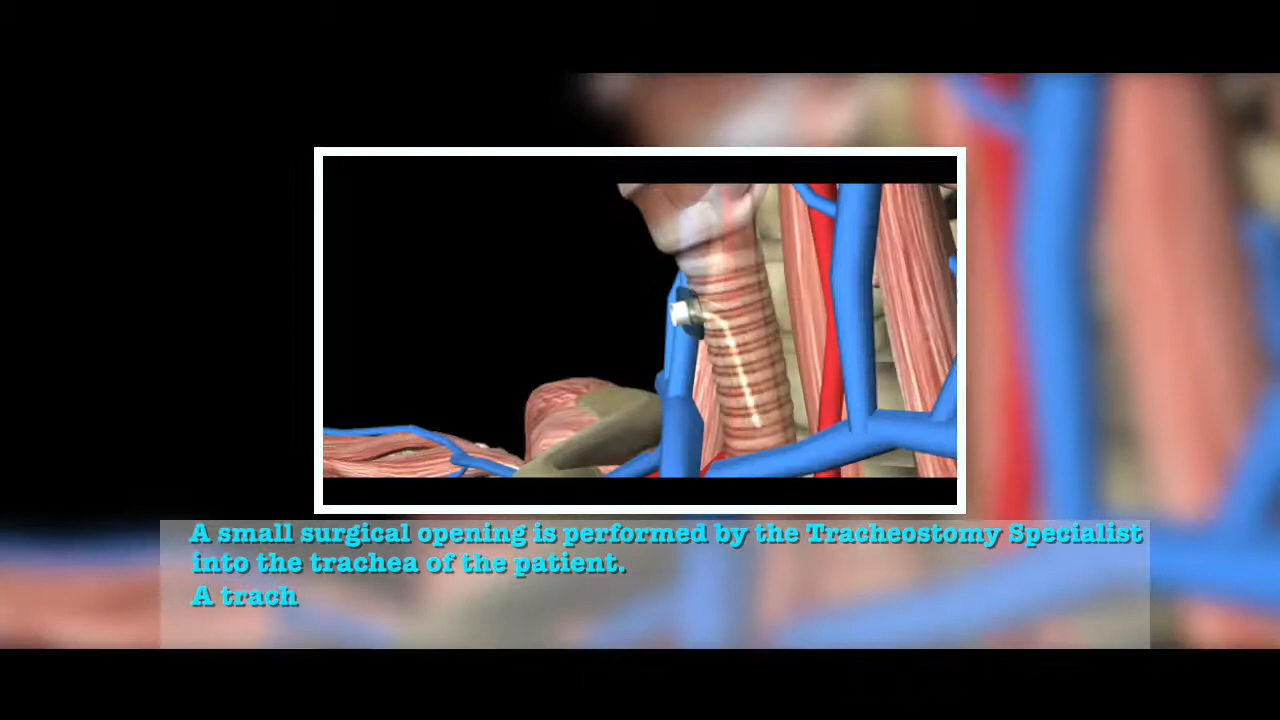 A small surgical opening is performed by the Tracheostomy Specialist
into the trachea of the patient.
A trach